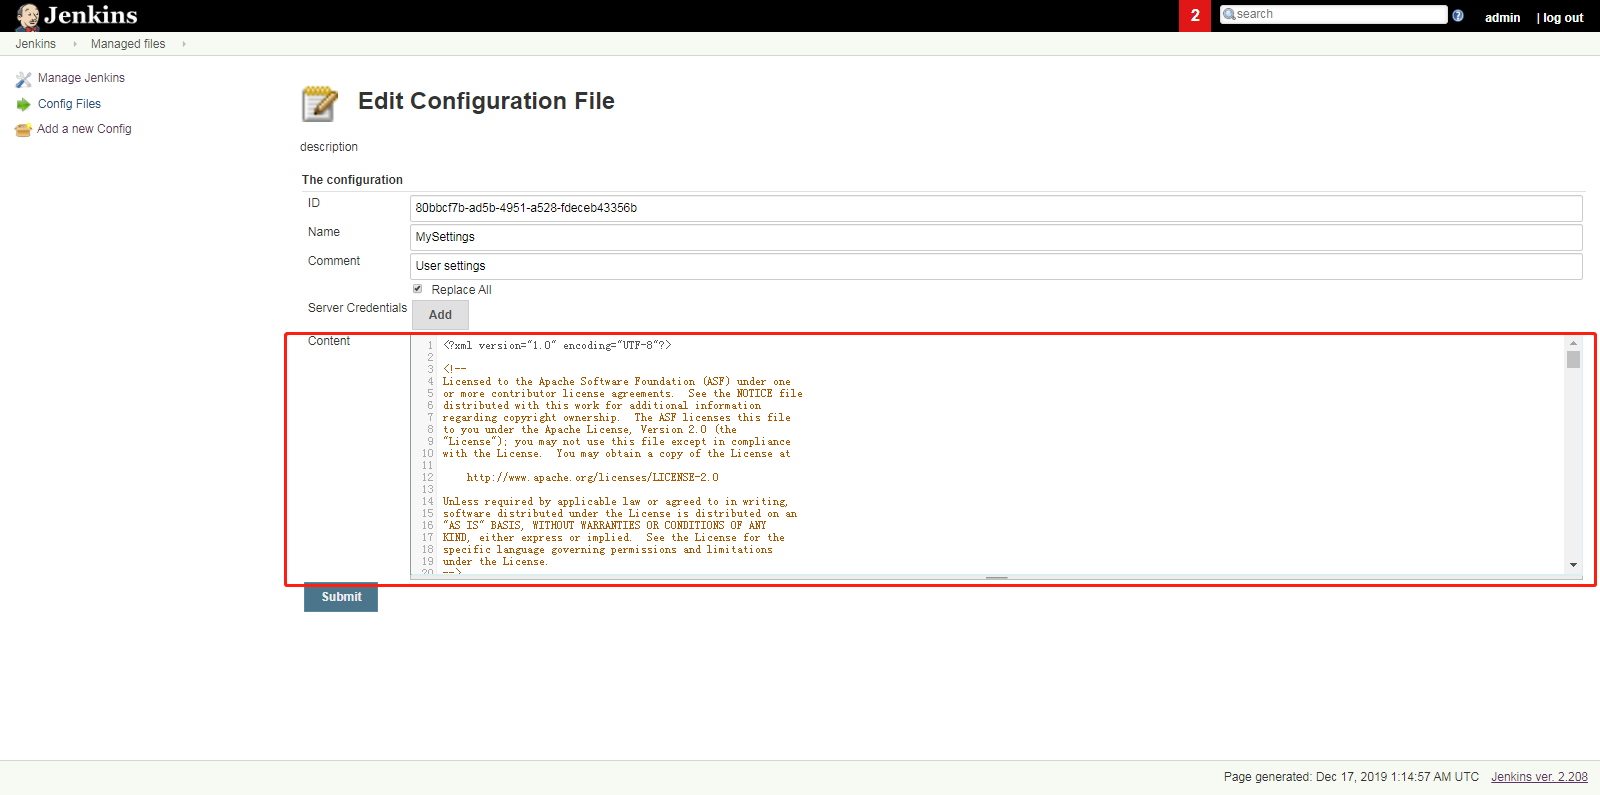 Jenkins
2
search
admin
| log out
Jenkins
Managed files
Manage Jenkins
Config Files
Add a new Config
Edit Configuration File
description
The configuration
ID
80bbcf7b-ad5b-4951-a528-fdeceb43356b
Name
MySettings
Comment
User settings
Replace All
Server Credentials
Add
Content
1 <?xml version="1.0" encoding="UTF-8"?>
2
3 <!--
4 Licensed to the Apache Software Foundation (ASF) under one
5 or more contributor license agreements.  See the NOTICE file
6 distributed with this work for additional information
7 regarding copyright ownership.  The ASF licenses this file
8 to you under the Apache License, Version 2.0 (the
9 "License"); you may not use this file except in compliance
10 with the License.  You may obtain a copy of the License at
11
12     http://www.apache.org/licenses/LICENSE-2.0
13
14 Unless required by applicable law or agreed to in writing,
15 software distributed under the License is distributed on an
16 "AS IS" BASIS, WITHOUT WARRANTIES OR CONDITIONS OF ANY
17 KIND, either express or implied.  See the License for the
18 specific language governing permissions and limitations
19 under the License.
20 -->
Submit
Page generated: Dec 17, 2019 1:14:57 AM UTC
Jenkins ver. 2.208